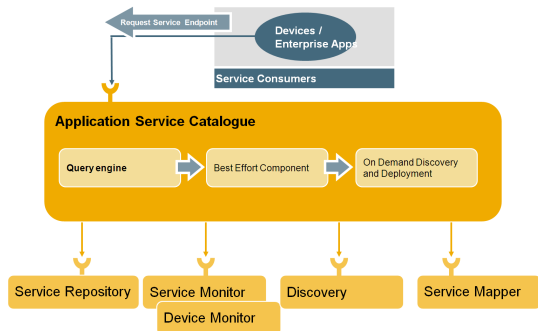 Request Service Endpoint
Devices /
Enterprise Apps
Service Consumers
Application Service Catalogue
Query engine
Best Effort Component
On Demand Discovery
and Deployment
Service Repository
Service Monitor
Device Monitor
Discovery
Service Mapper